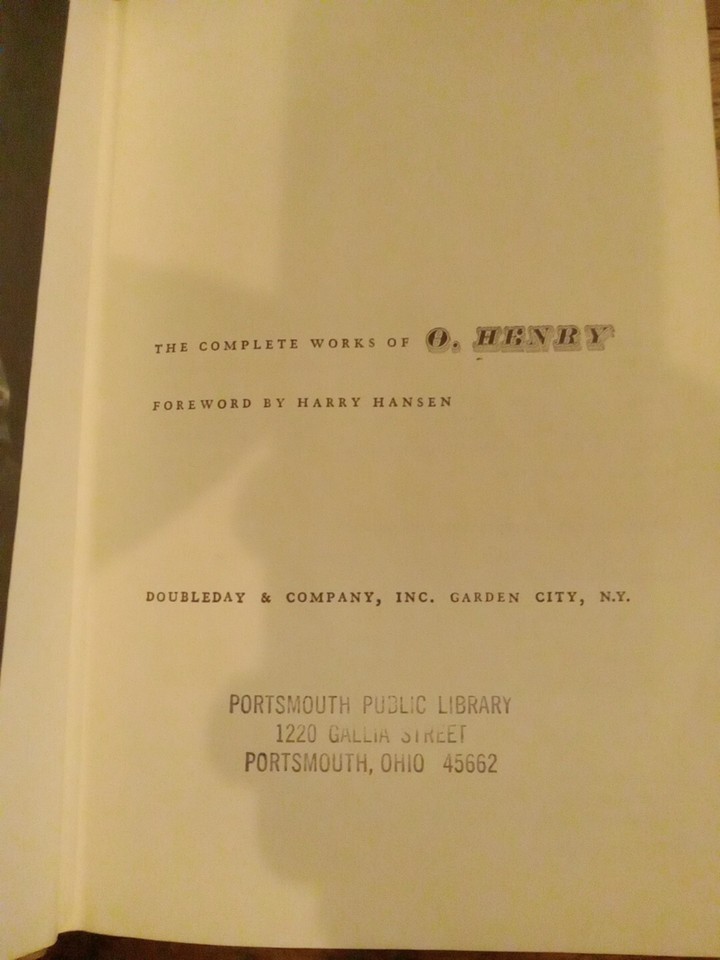 THE COMPLETE WORKS OF O. HENRY
FOREWORD BY HARRY HANSEN
DOUBLEDAY & COMPANY, INC. GARDEN CITY, N.Y.
PORTSMOUTH PUBLIC LIBRARY
1220 GALLIA STREET
PORTSMOUTH, OHIO 45662